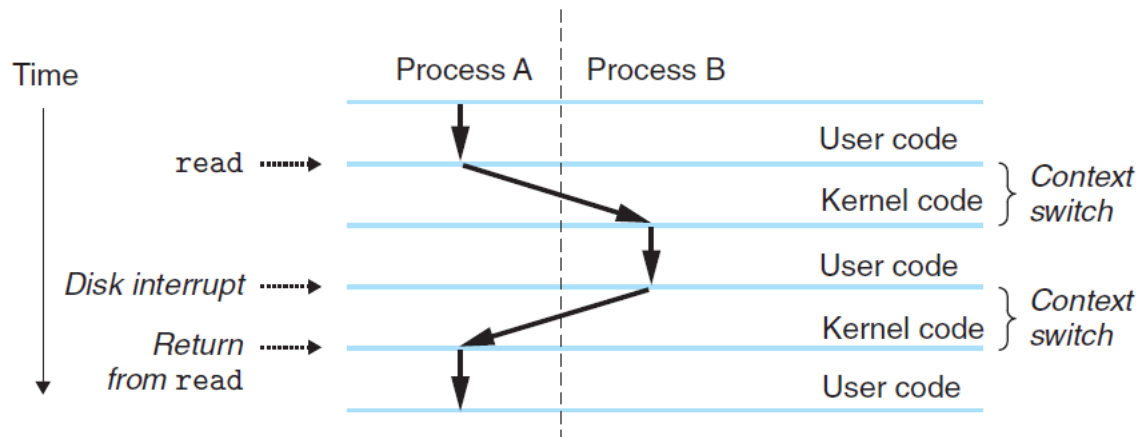 Time
Process A
Process B
User code
read
Kernel code
Context
switch
User code
Disk interrupt
Kernel code
Context
switch
Return
from read
User code